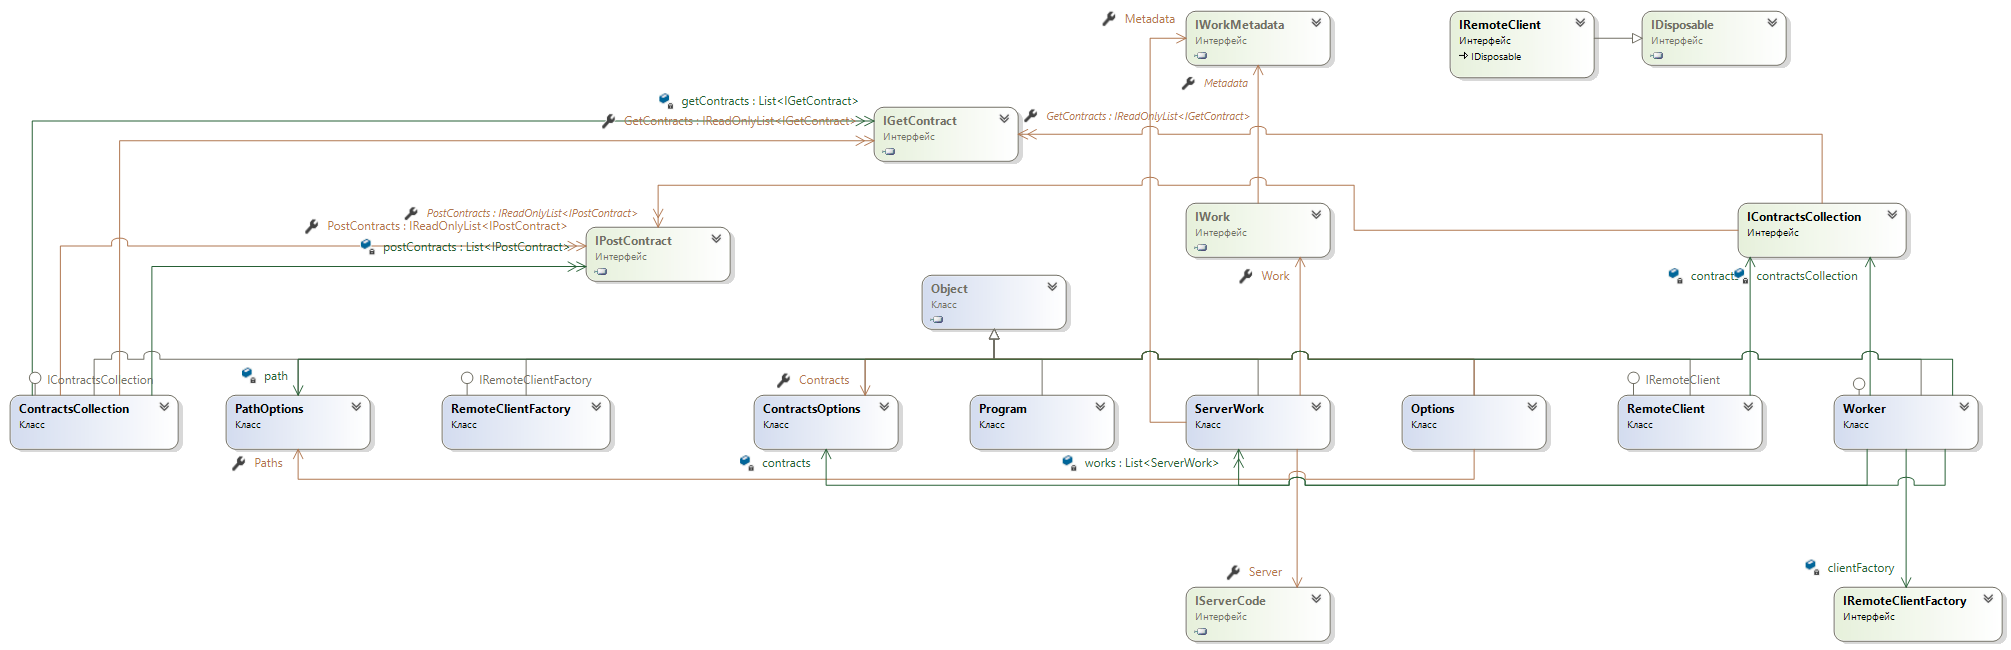 Metadata
IWorkMetadata
Интерфейс
IRemoteClient
Интерфейс
IDisposable
IDisposable
Интерфейс
Metadata
getContracts : List<IGetContract>
GetContracts : IReadOnlyList<IGetContract>
IGetContract
Интерфейс
GetContracts : IReadOnlyList<IGetContract>
PostContracts : IReadOnlyList<IPostContract>
PostContracts : IReadOnlyList<IPostContract>
postContracts : List<IPostContract>
IPostContract
Интерфейс
IWork
Интерфейс
IContractsCollection
Интерфейс
Work
contracts
contractsCollection
Object
Класс
IContractsCollection
path
IRemoteClientFactory
Contracts
IRemoteClient
ContractsCollection
Класс
PathOptions
Класс
RemoteClientFactory
Класс
ContractsOptions
Класс
Program
Класс
ServerWork
Класс
Options
Класс
RemoteClient
Класс
Worker
Класс
Paths
contracts
works : List<ServerWork>
Server
IServerCode
Интерфейс
clientFactory
IRemoteClientFactory
Интерфейс